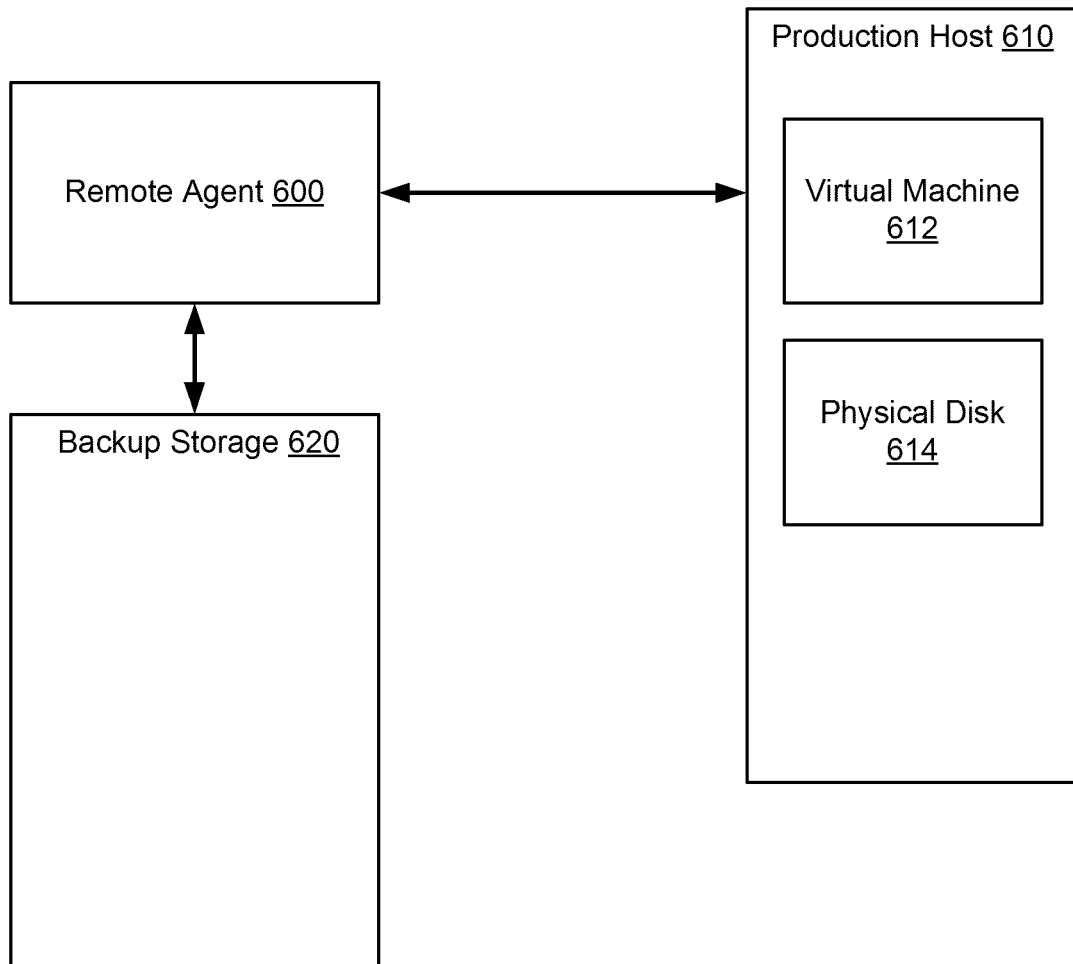 Production Host 610
Remote Agent 600
Virtual Machine
612
Physical Disk
614
Backup Storage 620